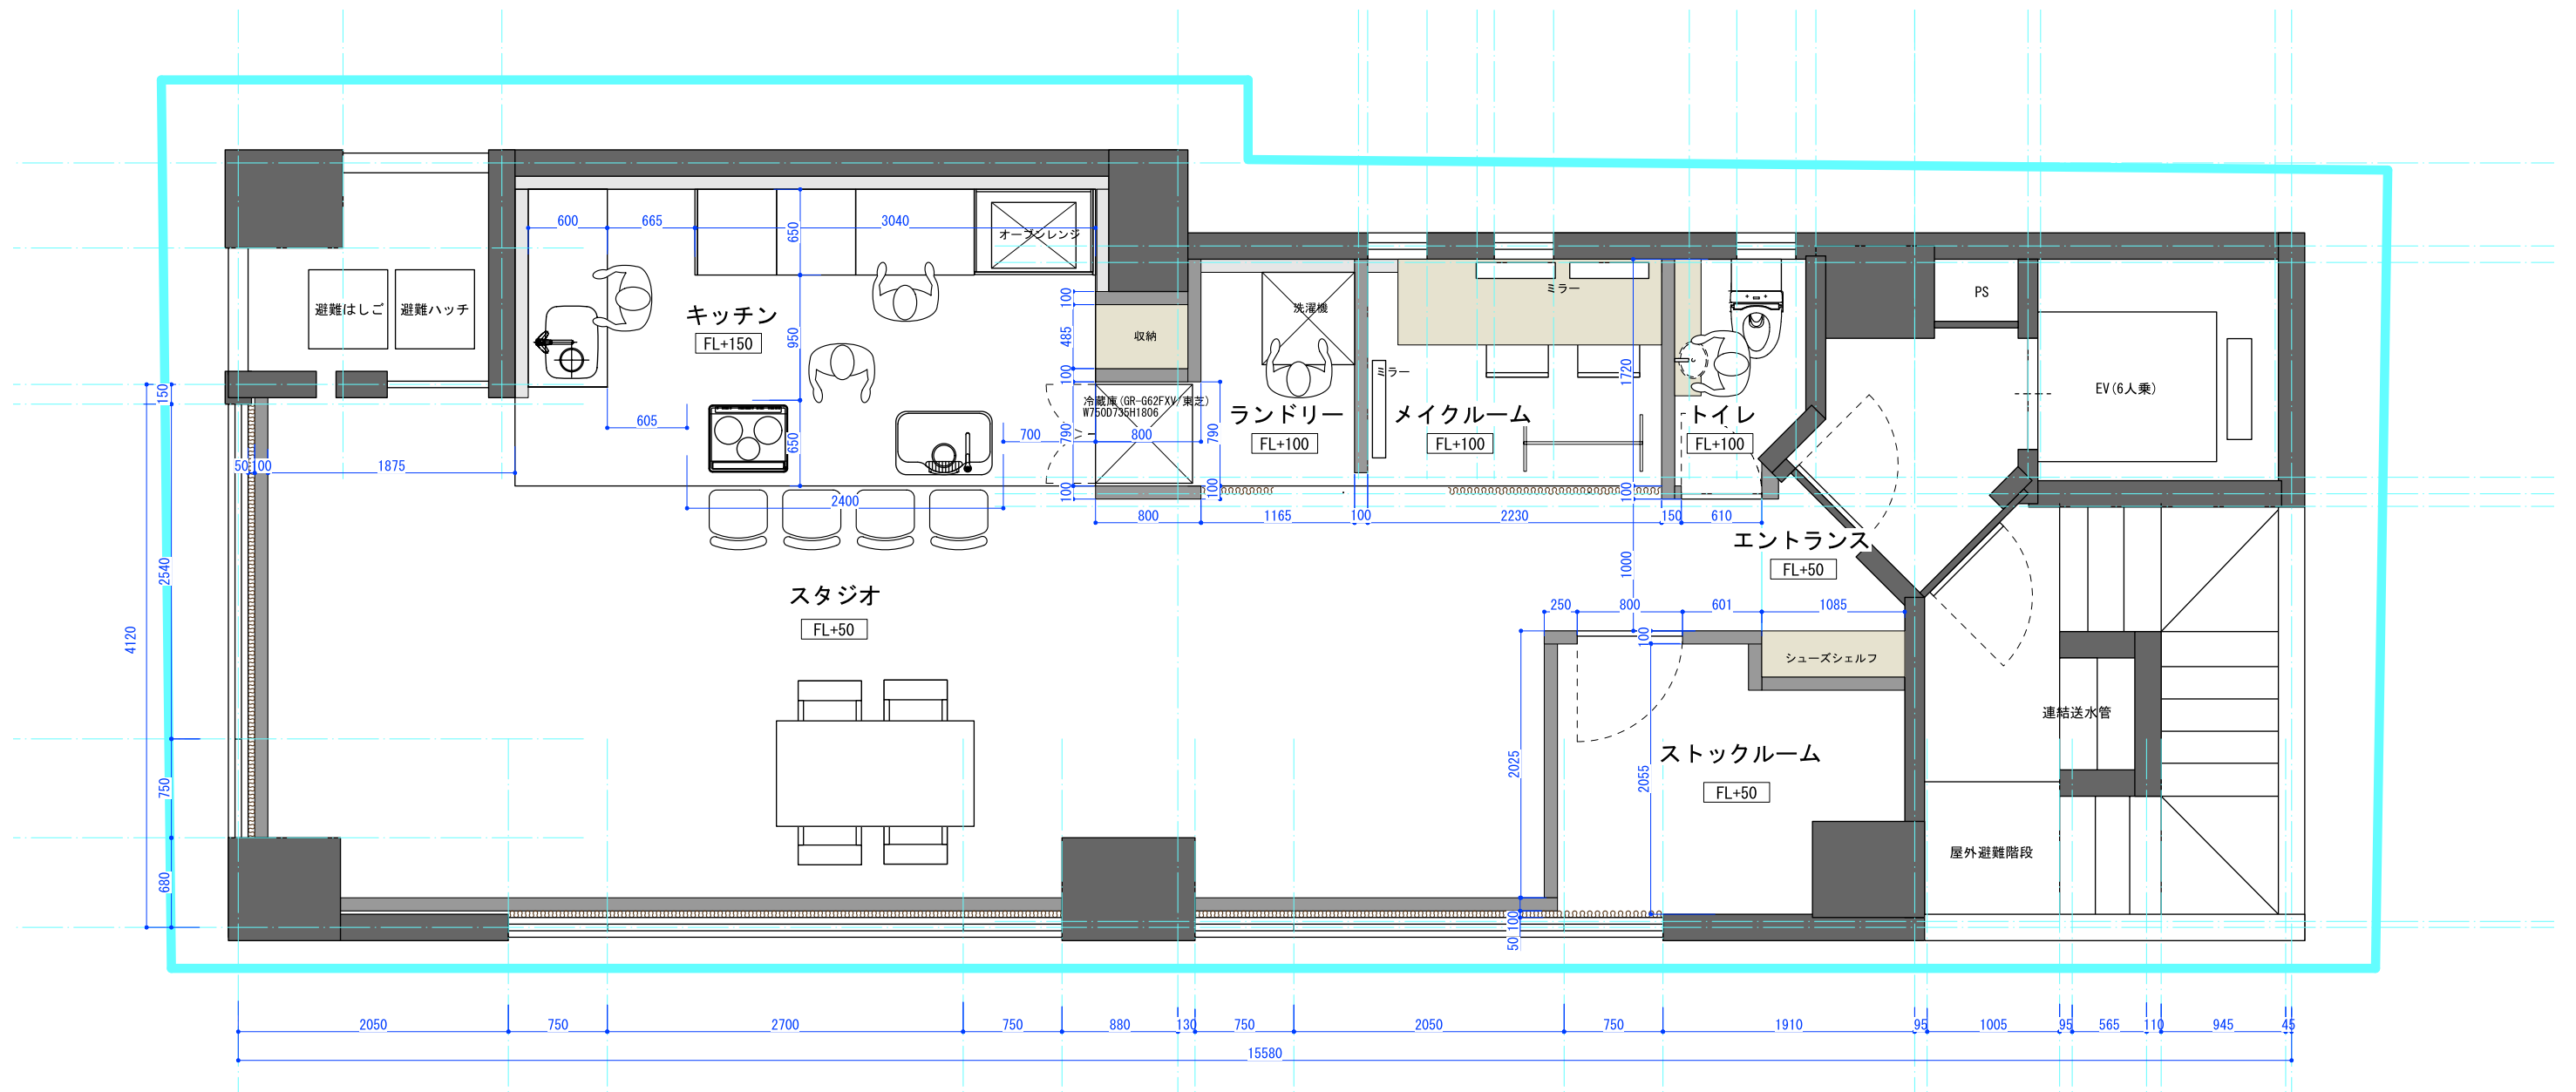 600
665
3040
650
オーブンレンジ
避難はしご
避難ハッチ
キッチン
FL+150
950
100
485
100
収納
洗濯機
ミラー
ミラー
PS
EV(6人乗)
冷蔵庫(GR-G62FXV/東芝)
W750D735H1806
ランドリー
FL+100
メイクルーム
FL+100
トイレ
FL+100
1720
150
605
650
700
790
800
790
50
100
1875
2400
100
100
100
800
1165
100
2230
150
610
エントランス
FL+50
1000
2540
4120
スタジオ
FL+50
250
800
601
1085
100
シューズシェルフ
連結送水管
ストックルーム
FL+50
2025
2055
750
680
屋外避難階段
100
50
2050
750
2700
750
880
130
750
2050
750
1910
95
1005
95
565
110
945
45
15580